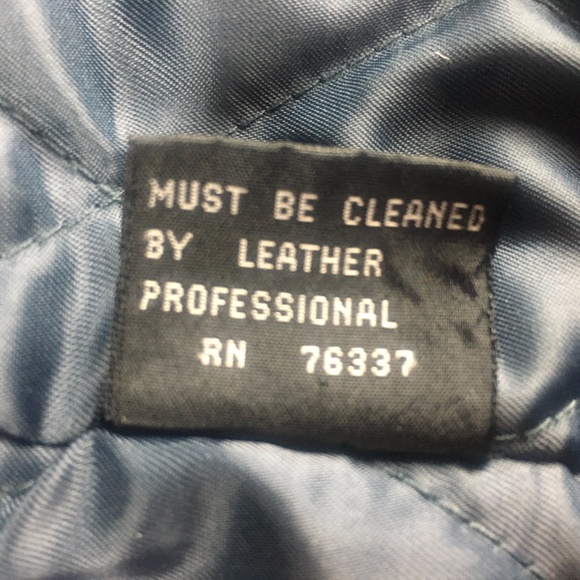 MUST BE CLEANED
BY LEATHER
PROFESSIONAL
RN 76337